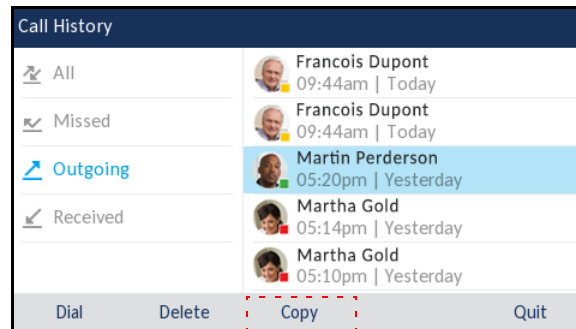 Call History
All
Missed
Outgoing
Received
Francois Dupont
09:44am | Today
Francois Dupont
09:44am | Today
Martin Perderson
05:20pm | Yesterday
Martha Gold
05:14pm | Yesterday
Martha Gold
05:10pm | Yesterday
Dial Delete Copy Quit